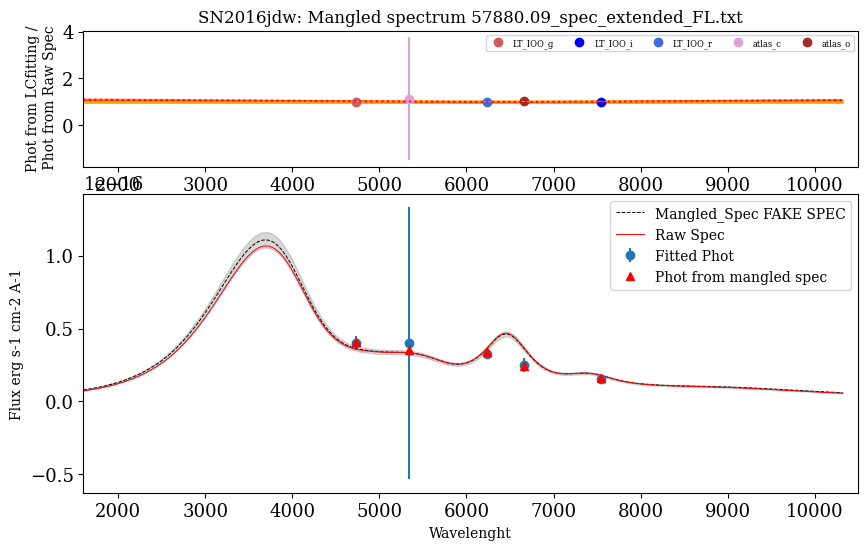 SN2016jdw: Mangled spectrum 57880.09_spec_extended_FL.txt
Phot from LCfitting /
Phot from Raw Spec
4
2
0
LT_IOO_g
LT_IOO_i
LT_IOO_r
atlas_c
atlas_o
2000 3000 4000 5000 6000 7000 8000 9000 10000
1e−16
Flux erg s-1 cm-2 A-1
1.0
0.5
0.0
−0.5
Mangled_Spec FAKE SPEC
Raw Spec
Fitted Phot
Phot from mangled spec
2000 3000 4000 5000 6000 7000 8000 9000 10000
Wavelenght